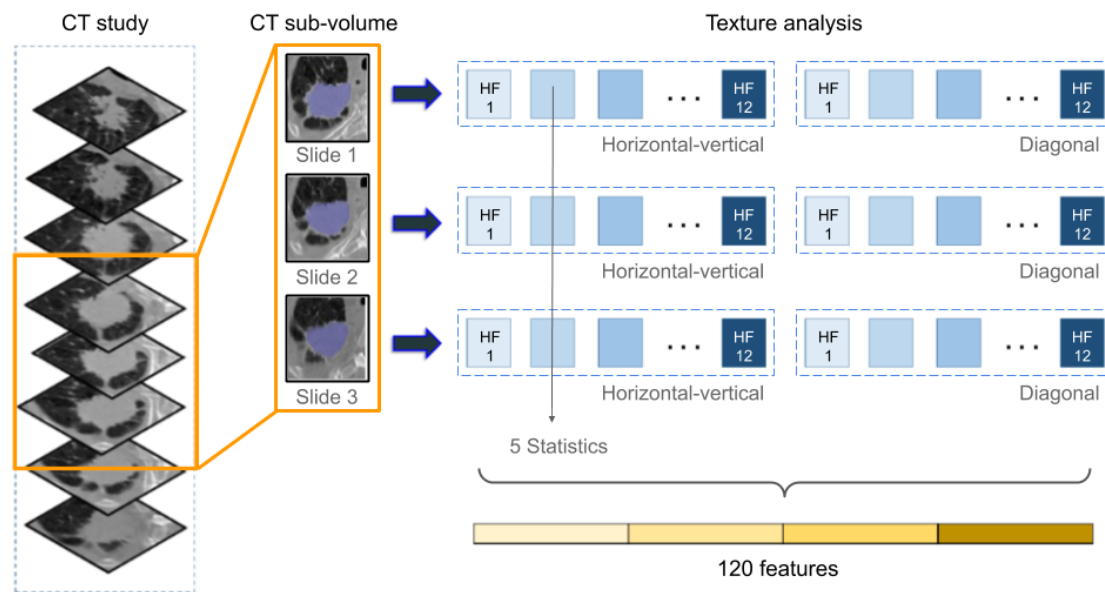 CT study
CT sub-volume
Texture analysis
Slide 1
HF 1
...
HF 12
Horizontal-vertical
HF 1
...
HF 12
Diagonal
Slide 2
HF 1
...
HF 12
Horizontal-vertical
HF 1
...
HF 12
Diagonal
Slide 3
HF 1
...
HF 12
Horizontal-vertical
HF 1
...
HF 12
Diagonal
5 Statistics
120 features